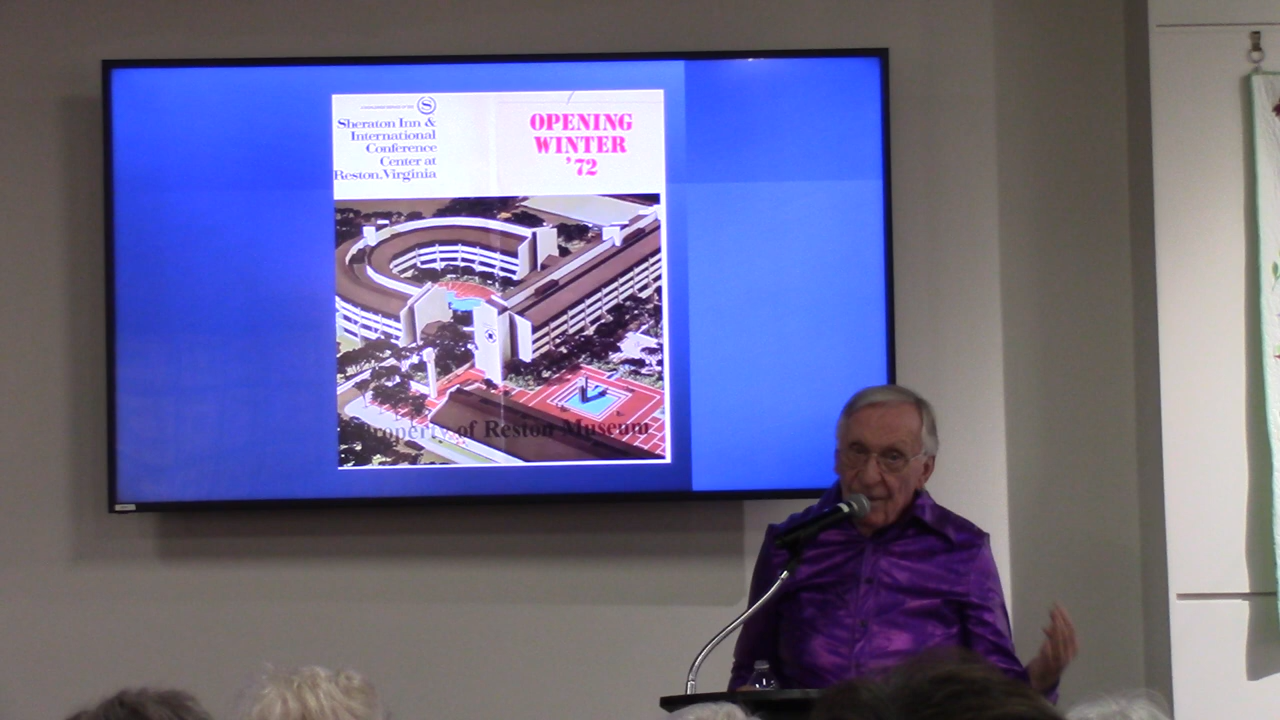 S
Sheraton Inn &
International
Conference
Center at
Reston, Virginia
OPENING
WINTER
'72
Property of Reston Museum